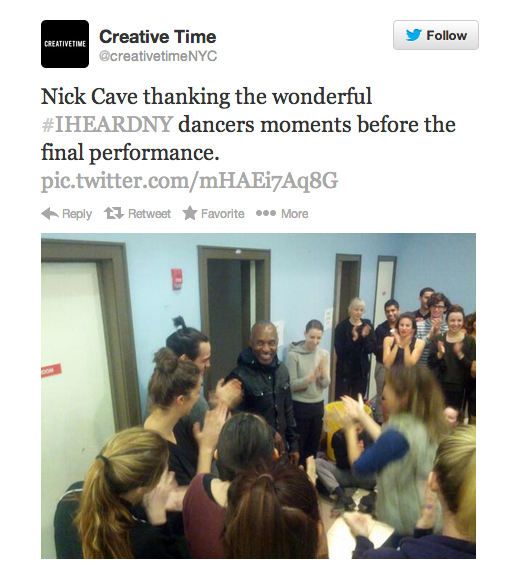 CREATIVETIME
Creative Time
@creativetimeNYC
Follow
Nick Cave thanking the wonderful
#IHEARDNY dancers moments before the
final performance.
pic.twitter.com/mHAEi7Aq8G
Reply Retweet Favorite More